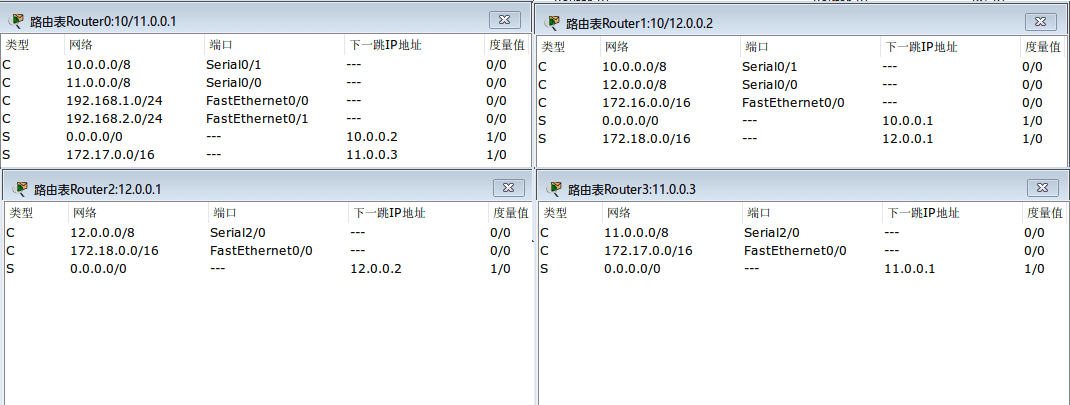 路由表Router0:10/11.0.0.1
类型 网络 端口 下一跳IP地址 度量值
C 10.0.0.0/8 Serial0/1 --- 0/0
C 11.0.0.0/8 Serial0/0 --- 0/0
C 192.168.1.0/24 FastEthernet0/0 --- 0/0
C 192.168.2.0/24 FastEthernet0/1 --- 0/0
S 0.0.0.0/0 --- 10.0.0.2 1/0
S 172.17.0.0/16 --- 11.0.0.3 1/0
路由表Router1:10/12.0.0.2
类型 网络 端口 下一跳IP地址 度量值
C 10.0.0.0/8 Serial0/1 --- 0/0
C 12.0.0.0/8 Serial0/0 --- 0/0
C 172.16.0.0/16 FastEthernet0/0 --- 0/0
S 0.0.0.0/0 --- 10.0.0.1 1/0
S 172.18.0.0/16 --- 12.0.0.1 1/0
路由表Router2:12.0.0.1
类型 网络 端口 下一跳IP地址 度量值
C 12.0.0.0/8 Serial2/0 --- 0/0
C 172.18.0.0/16 FastEthernet0/0 --- 0/0
S 0.0.0.0/0 --- 12.0.0.2 1/0
路由表Router3:11.0.0.3
类型 网络 端口 下一跳IP地址 度量值
C 11.0.0.0/8 Serial2/0 --- 0/0
C 172.17.0.0/16 FastEthernet0/0 --- 0/0
S 0.0.0.0/0 --- 11.0.0.1 1/0